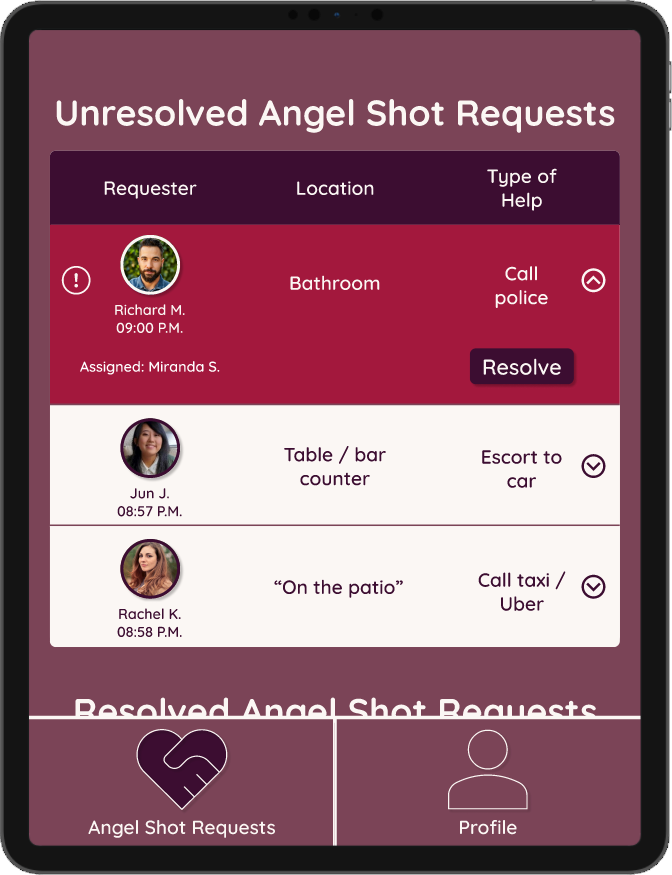 Unresolved Angel Shot Requests
Requester
Location
Type of
Help
!
Richard M.
09:00 P.M.
Bathroom
Call
police
Assigned: Miranda S.
Resolve
Jun J.
08:57 P.M.
Table / bar
counter
Escort to
car
Rachel K.
08:58 P.M.
“On the patio”
Call taxi /
Uber
Resolved Angel Shot Requests
Angel Shot Requests
Profile